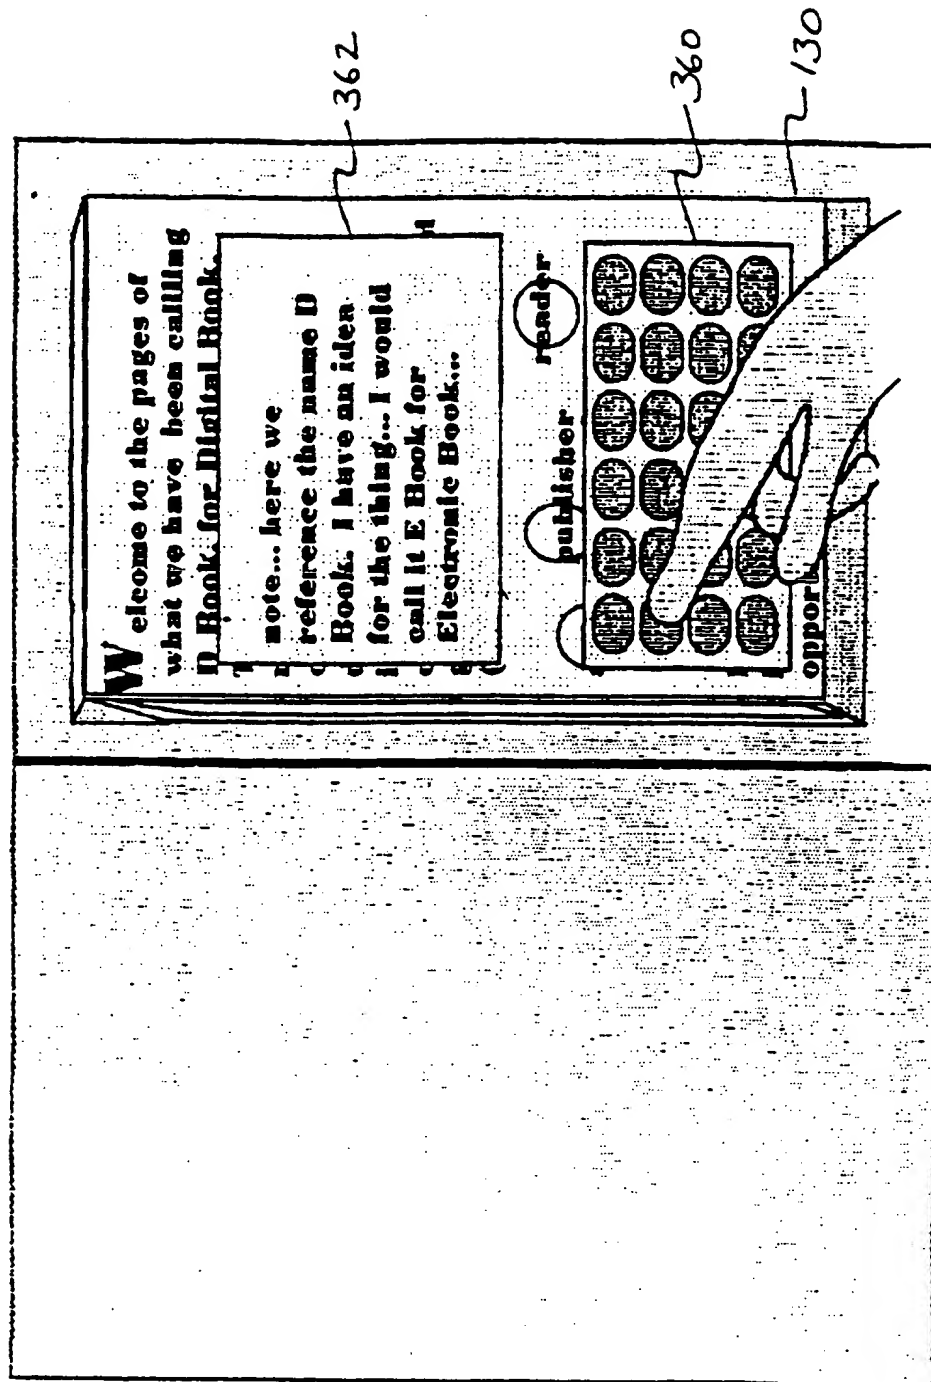 Welcome to the pages of
what we have been callling
D Book, for Digital Book.
note... here we
reference the name D
Book. I have an idea
for the thing... I would
call it E Book for
Electronic Book...
publisher
reader
opport
362
360
130